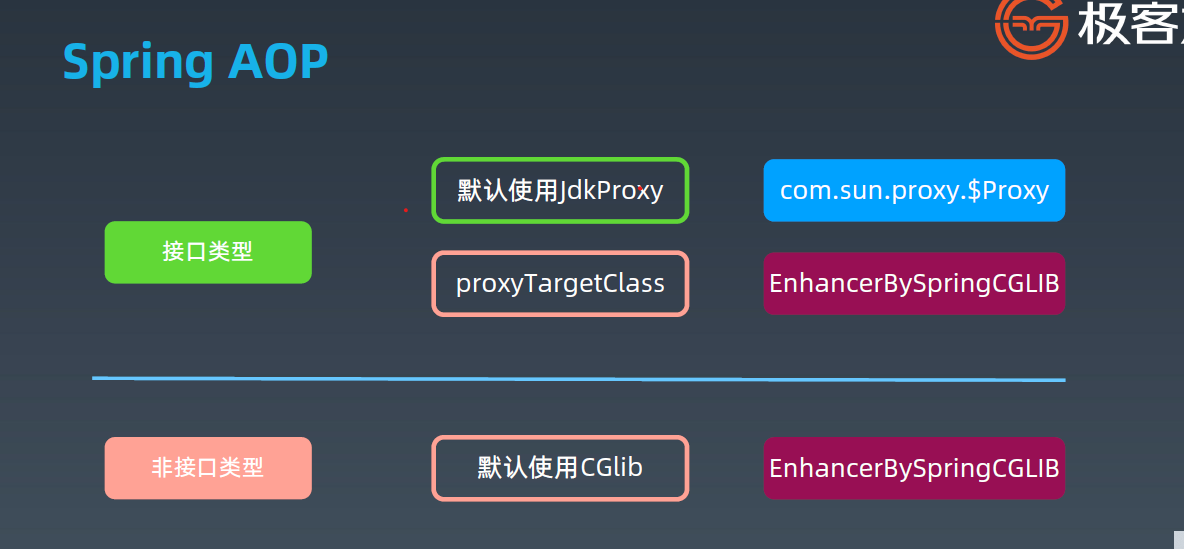 Spring AOP
极客
接口类型
默认使用JdkProxy
com.sun.proxy.$Proxy
proxyTargetClass
EnhancerBySpringCGLIB
非接口类型
默认使用CGlib
EnhancerBySpringCGLIB